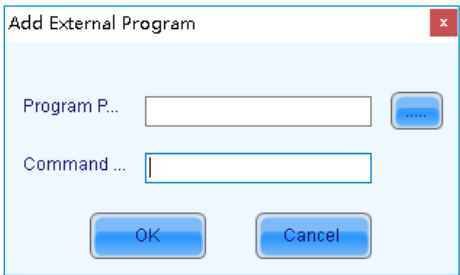 Add External Program
x
Program P...
.....
Command ...
OK
Cancel